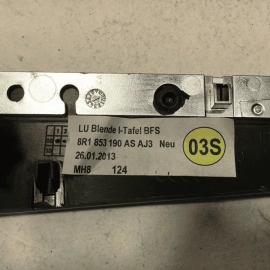 LU Blende I-Tafel BFS
8R1 853 190 AS AJ3 Neu
26.01.2013
MH8 124
03S